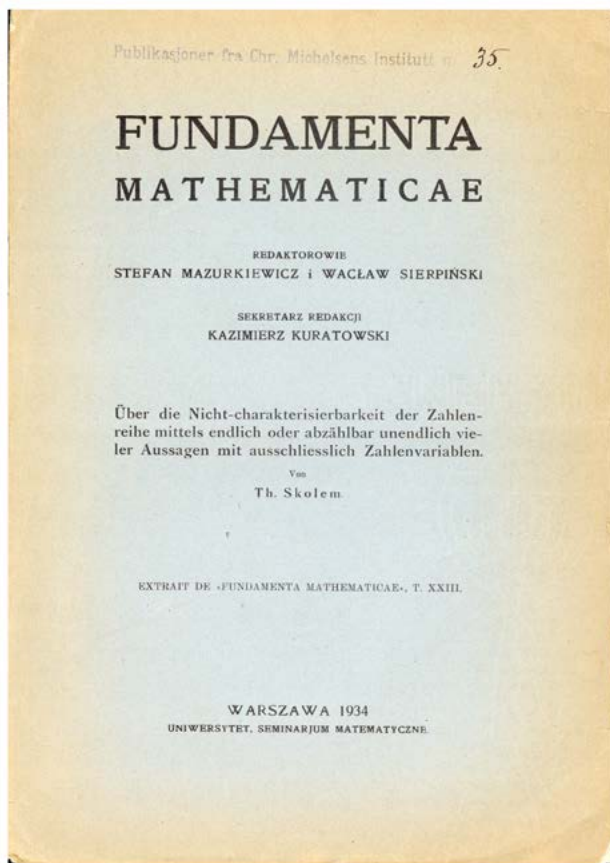 Publikasjoner fra Chr. Michelsens Institutt 35.
FUNDAMENTA
MATHEMATICAE
REDAKTOROWIE
STEFAN MAZURKIEWICZ i WACŁAW SIERPIŃSKI
SEKRETARZ REDAKCJI
KAZIMIERZ KURATOWSKI
Über die Nicht-charakterisierbarkeit der Zahlen-
reihe mittels endlich oder abzählbar unendlich vie-
ler Aussagen mit ausschliesslich Zahlenvariablen.
Von
Th. Skolem
EXTRAIT DE «FUNDAMENTA MATHEMATICAE», T. XXIII.
WARSZAWA 1934
UNIWERSYTET, SEMINARJUM MATEMATYCZNE